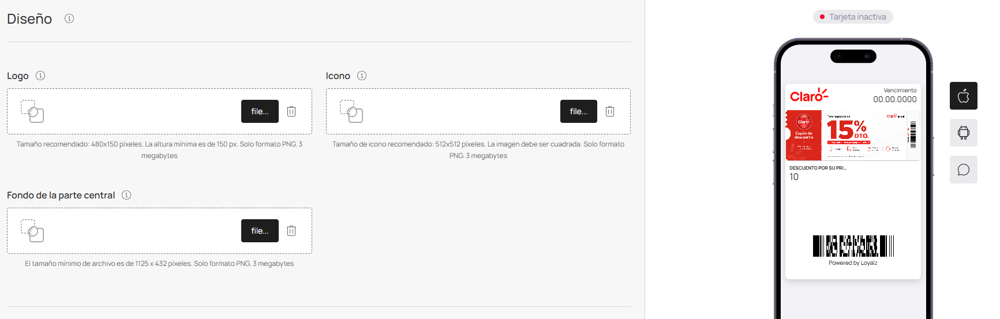 Diseño
Logo
file...
Tamaño recomendado: 480x150 píxeles. La altura mínima es de 150 px. Solo formato PNG. 3
megabytes
Icono
file...
Tamaño de icono recomendado: 512x512 píxeles. La imagen debe ser cuadrada. Solo formato
PNG. 3 megabytes
Fondo de la parte central
file...
El tamaño mínimo de archivo es de 1125 x 432 píxeles. Solo formato PNG. 3 megabytes
Tarjeta inactiva
Claro
Vencimiento
00.00.0000
Claro
Cupón de
descuento
15%
DTO.
Claro
DESCUENTO POR SU PRI...
10
Powered by Loyalz